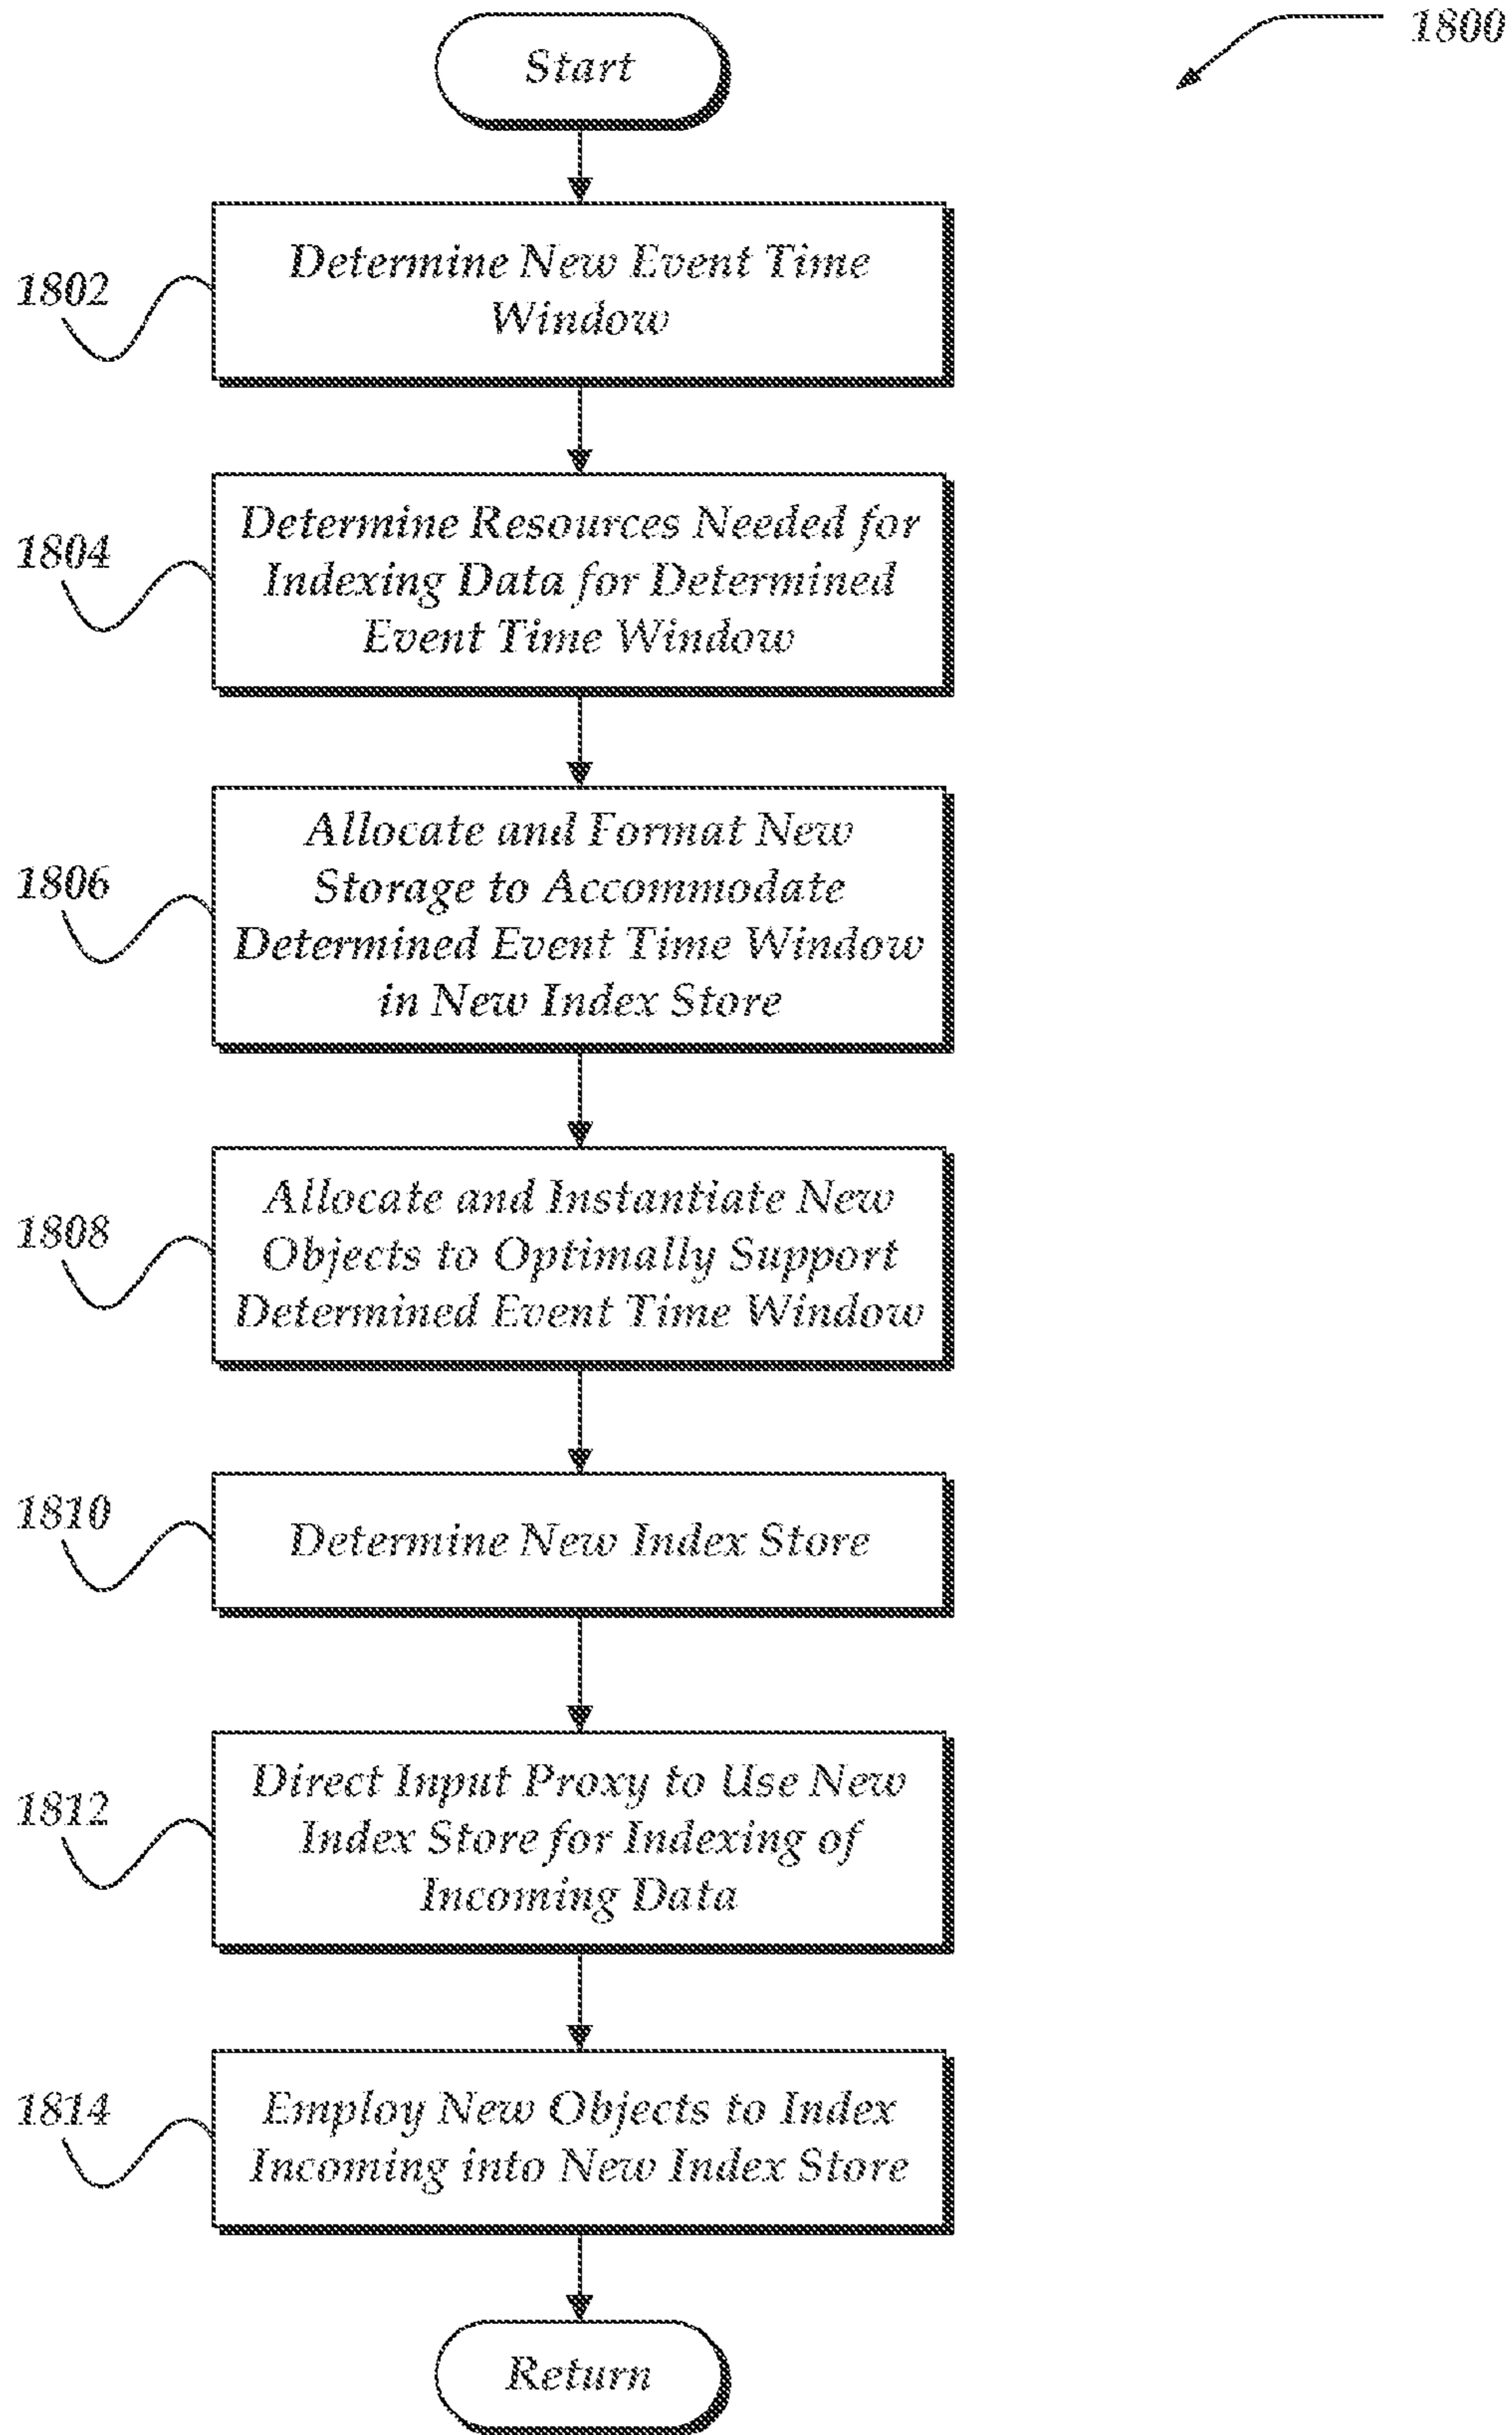 Start
1800
Determine New Event Time
Window
1802
Determine Resources Needed for
Indexing Data for Determined
Event Time Window
1804
Allocate and Format New
Storage to Accommodate
Determined Event Time Window
in New Index Store
1806
Allocate and Instantiate New
Objects to Optimally Support
Determined Event Time Window
1808
Determine New Index Store
1810
Direct Input Proxy to Use New
Index Store for Indexing of
Incoming Data
1812
Employ New Objects to Index
Incoming into New Index Store
1814
Return